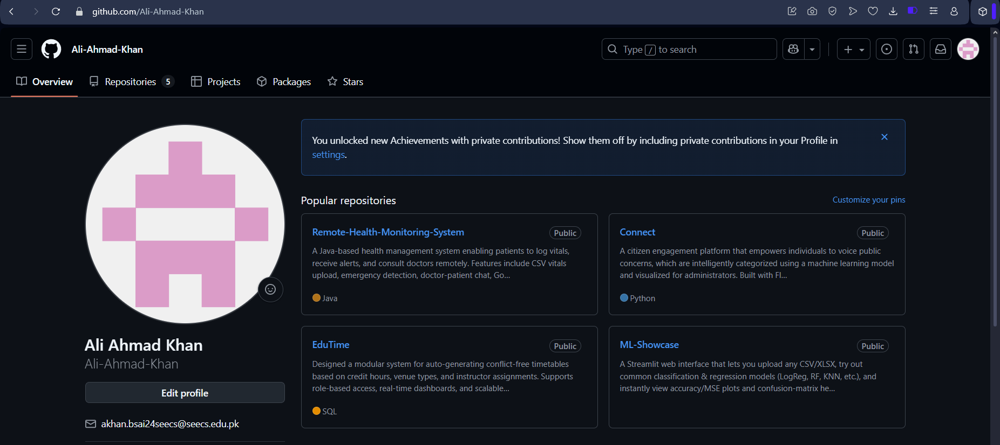 github.com/Ali-Ahmad-Khan
Ali-Ahmad-Khan
Type / to search
Overview
Repositories 5
Projects
Packages
Stars
You unlocked new Achievements with private contributions! Show them off by including private contributions in your Profile in
settings.
Popular repositories
Customize your pins
Remote-Health-Monitoring-System
Public
A Java-based health management system enabling patients to log vitals,
receive alerts, and consult doctors remotely. Features include CSV vitals
upload, emergency detection, doctor-patient chat, Go...
Java
Connect
Public
A citizen engagement platform that empowers individuals to voice public
concerns, which are intelligently categorized using a machine learning model
and visualized for administrators. Built with Fl...
Python
EduTime
Public
Designed a modular system for auto-generating conflict-free timetables
based on credit hours, venue types, and instructor assignments. Supports
role-based access, real-time dashboards, and scalable...
SQL
ML-Showcase
Public
A Streamlit web interface that lets you upload any CSV/XLSX, try out
common classification & regression models (LogReg, RF, KNN, etc.), and
instantly view accuracy/MSE plots and confusion-matrix he...
Ali Ahmad Khan
Ali-Ahmad-Khan
Edit profile
akhan.bsai24seecs@seecs.edu.pk